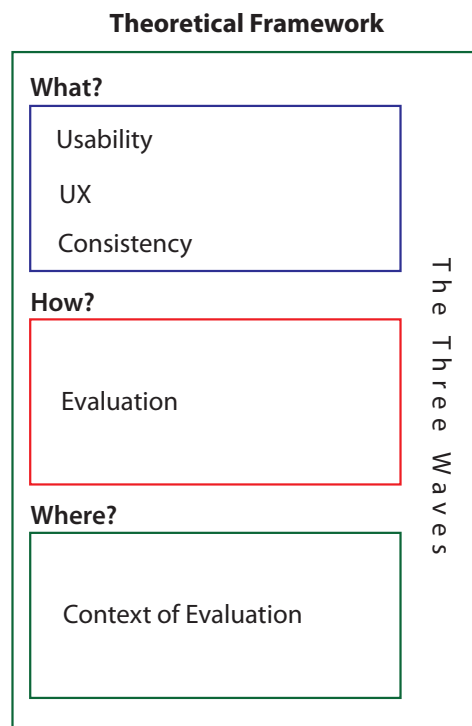 Theoretical Framework
What?
Usability
UX
Consistency
How?
Evaluation
Where?
Context of Evaluation
The Three Waves